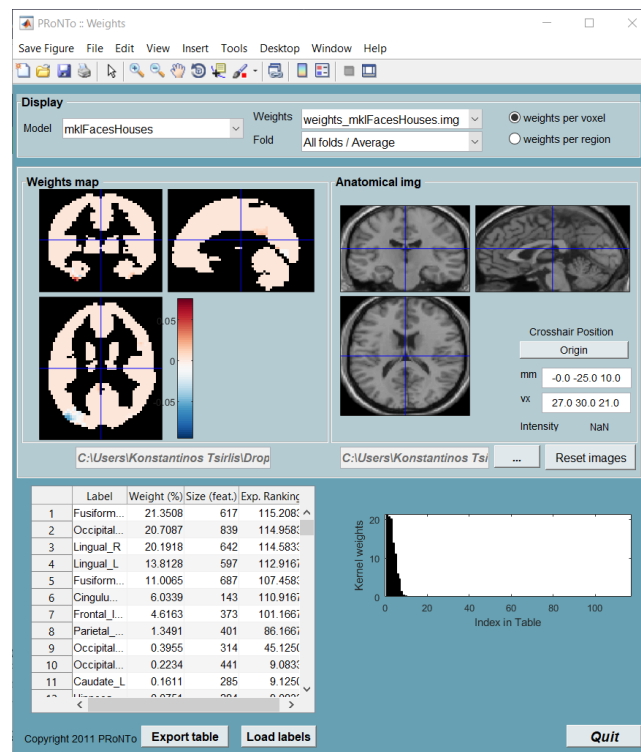 PRoNTo :: Weights
Save Figure File Edit View Insert Tools Desktop Window Help
Display
Model mklFacesHouses
Weights weights_mklFacesHouses.img
Fold All folds / Average
weights per voxel
weights per region
Weights map
.05
0
.05
C:\Users\Konstantinos Tsirlis\Drop
Anatomical img
Crosshair Position
Origin
mm -0.0 -25.0 10.0
vx 27.0 30.0 21.0
Intensity NaN
C:\Users\Konstantinos Tsi
...
Reset images
Label Weight (%) Size (feat.) Exp. Ranking
1 Fusiform... 21.3508 617 115.2083
2 Occipital... 20.7087 839 114.9583
3 Lingual_R 20.1918 642 114.5833
4 Lingual_L 13.8128 597 112.9167
5 Fusiform... 11.0065 687 107.4583
6 Cingulu... 6.0339 143 110.9167
7 Frontal_I... 4.6163 373 101.1667
8 Parietal_... 1.3491 401 86.1667
9 Occipital... 0.3955 314 45.1250
10 Occipital... 0.2234 441 9.0833
11 Caudate_L 0.1611 285 9.1250
Kernel weights
20
10
0
0 20 40 60 80 100
Index in Table
Copyright 2011 PRoNTo
Export table
Load labels
Quit